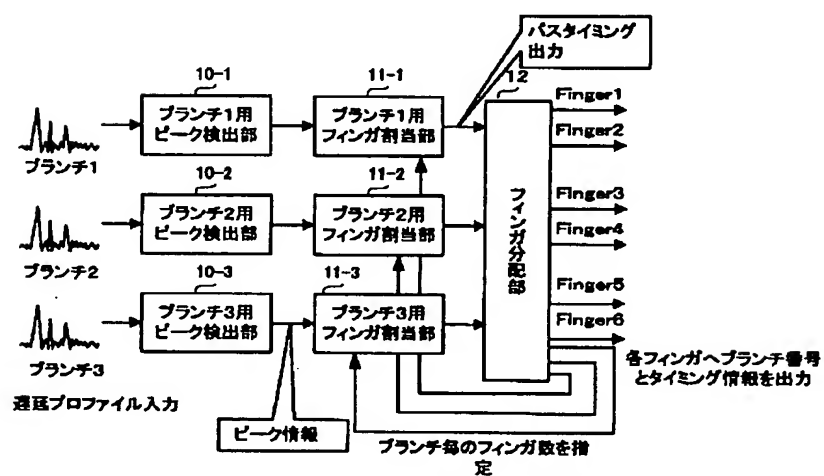 パスタイミング
出力
10-1
11-1
12
Finger1
ブランチ1用
ピーク検出部
ブランチ1用
フィンガ割当部
Finger2
ブランチ1
10-2
11-2
ブランチ2用
ピーク検出部
ブランチ2用
フィンガ割当部
フィンガ分配部
Finger3
Finger4
ブランチ2
10-3
11-3
ブランチ3用
ピーク検出部
ブランチ3用
フィンガ割当部
Finger5
Finger6
ブランチ3
各フィンガへブランチ番号
とタイミング情報を出力
遅延プロファイル入力
ピーク情報
ブランチ毎のフィンガ数を指
定